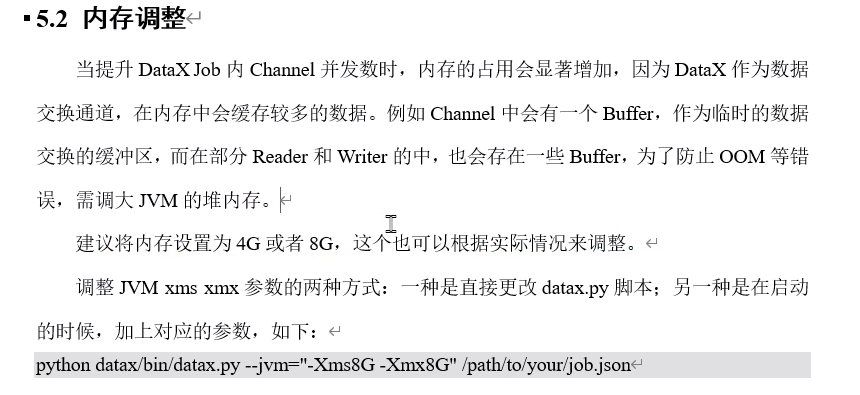 5.2 内存调整
当提升 DataX Job 内 Channel 并发数时，内存的占用会显著增加，因为 DataX 作为数据
交换通道，在内存中会缓存较多的数据。例如 Channel 中会有一个 Buffer，作为临时的数据
交换的缓冲区，而在部分 Reader 和 Writer 的中，也会存在一些 Buffer，为了防止 OOM 等错
误，需调大 JVM 的堆内存。
建议将内存设置为 4G 或者 8G，这个也可以根据实际情况来调整。
调整 JVM xms xmx 参数的两种方式：一种是直接更改 datax.py 脚本；另一种是在启动
的时候，加上对应的参数，如下：
python datax/bin/datax.py --jvm="-Xms8G -Xmx8G" /path/to/your/job.json